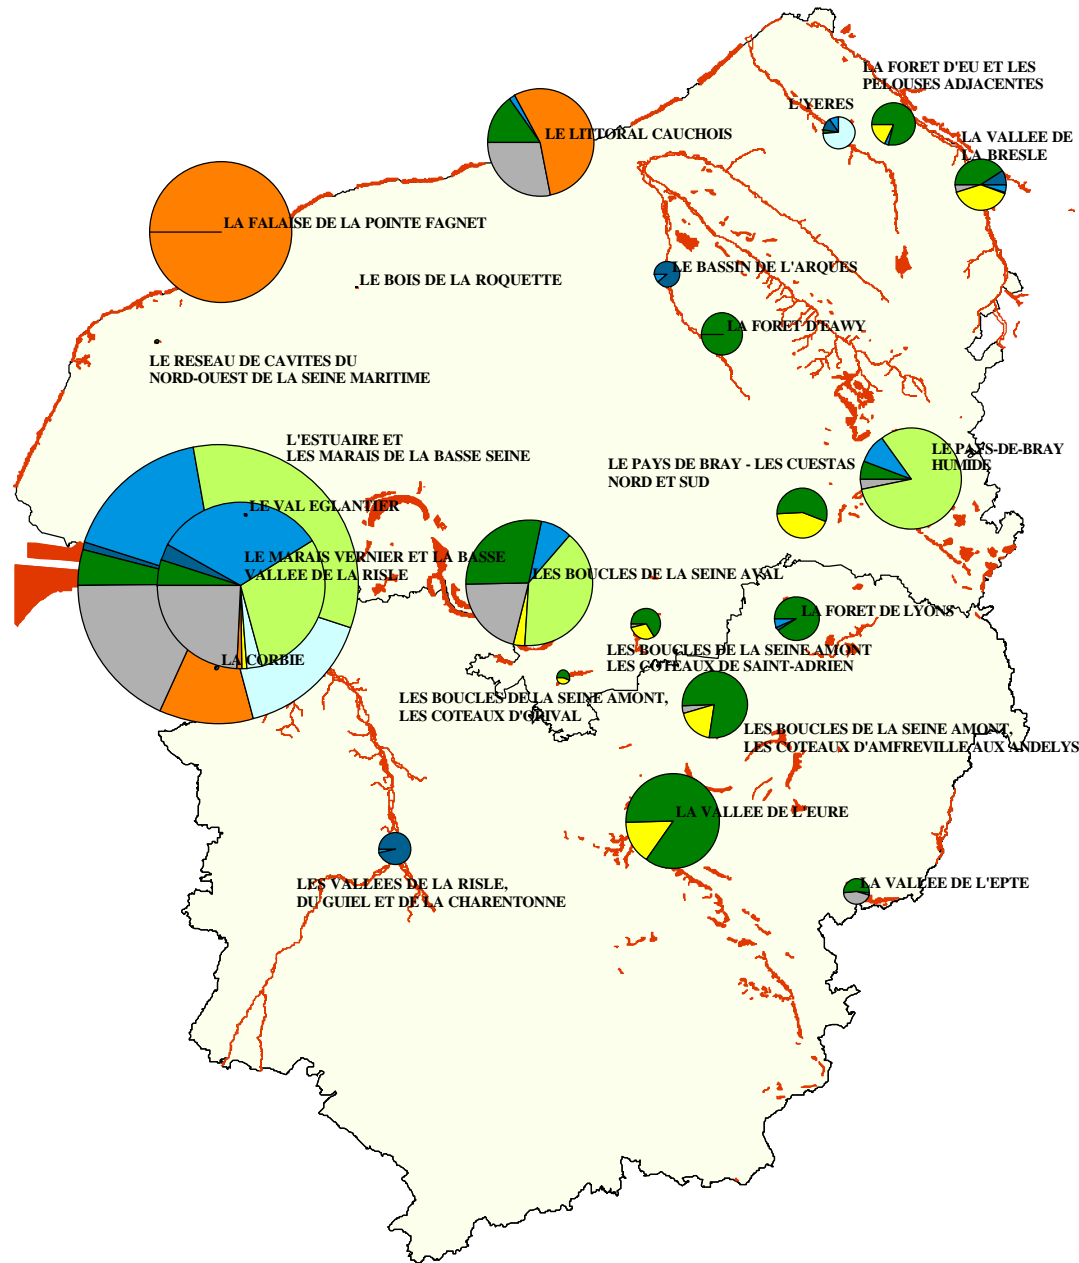 LA FORET D'EU ET LES
PELOUSES ADJACENTES
L'YERES
LE LITTORAL CAUCHOIS
LA VALLEE DE
LA BRESLE
LA FALAISE DE LA POINTE FAGNET
LE BASSIN DE L'ARQUES
LE BOIS DE LA ROQUETTE
LA FORET D'EAWY
LE RESEAU DE CAVITES DU
NORD-OUEST DE LA SEINE MARITIME
L'ESTUAIRE ET
LES MARAIS DE LA BASSE SEINE
LE PAYS-DE-BRAY
HUMIDE
LE PAYS DE BRAY - LES CUESTAS
NORD ET SUD
LE VAL EGLANTIER
LE MARAIS VERNIER ET LA BASSE
VALLEE DE LA RISLE
LES BOUCLES DE LA SEINE AVAL
LA FORET DE LYONS
LES BOUCLES DE LA SEINE AMONT
LES COTEAUX DE SAINT-ADRIEN
LA CORBIE
LES BOUCLES DE LA SEINE AMONT,
LES COTEAUX D'ORIVAL
LES BOUCLES DE LA SEINE AMONT,
LES COTEAUX D'AMFREVILLE AUX ANDELYS
LA VALLEE DE L'EURE
LES VALLEES DE LA RISLE,
DU GUIEL ET DE LA CHARENTONNE
LA VALLEE DE L'EPTE